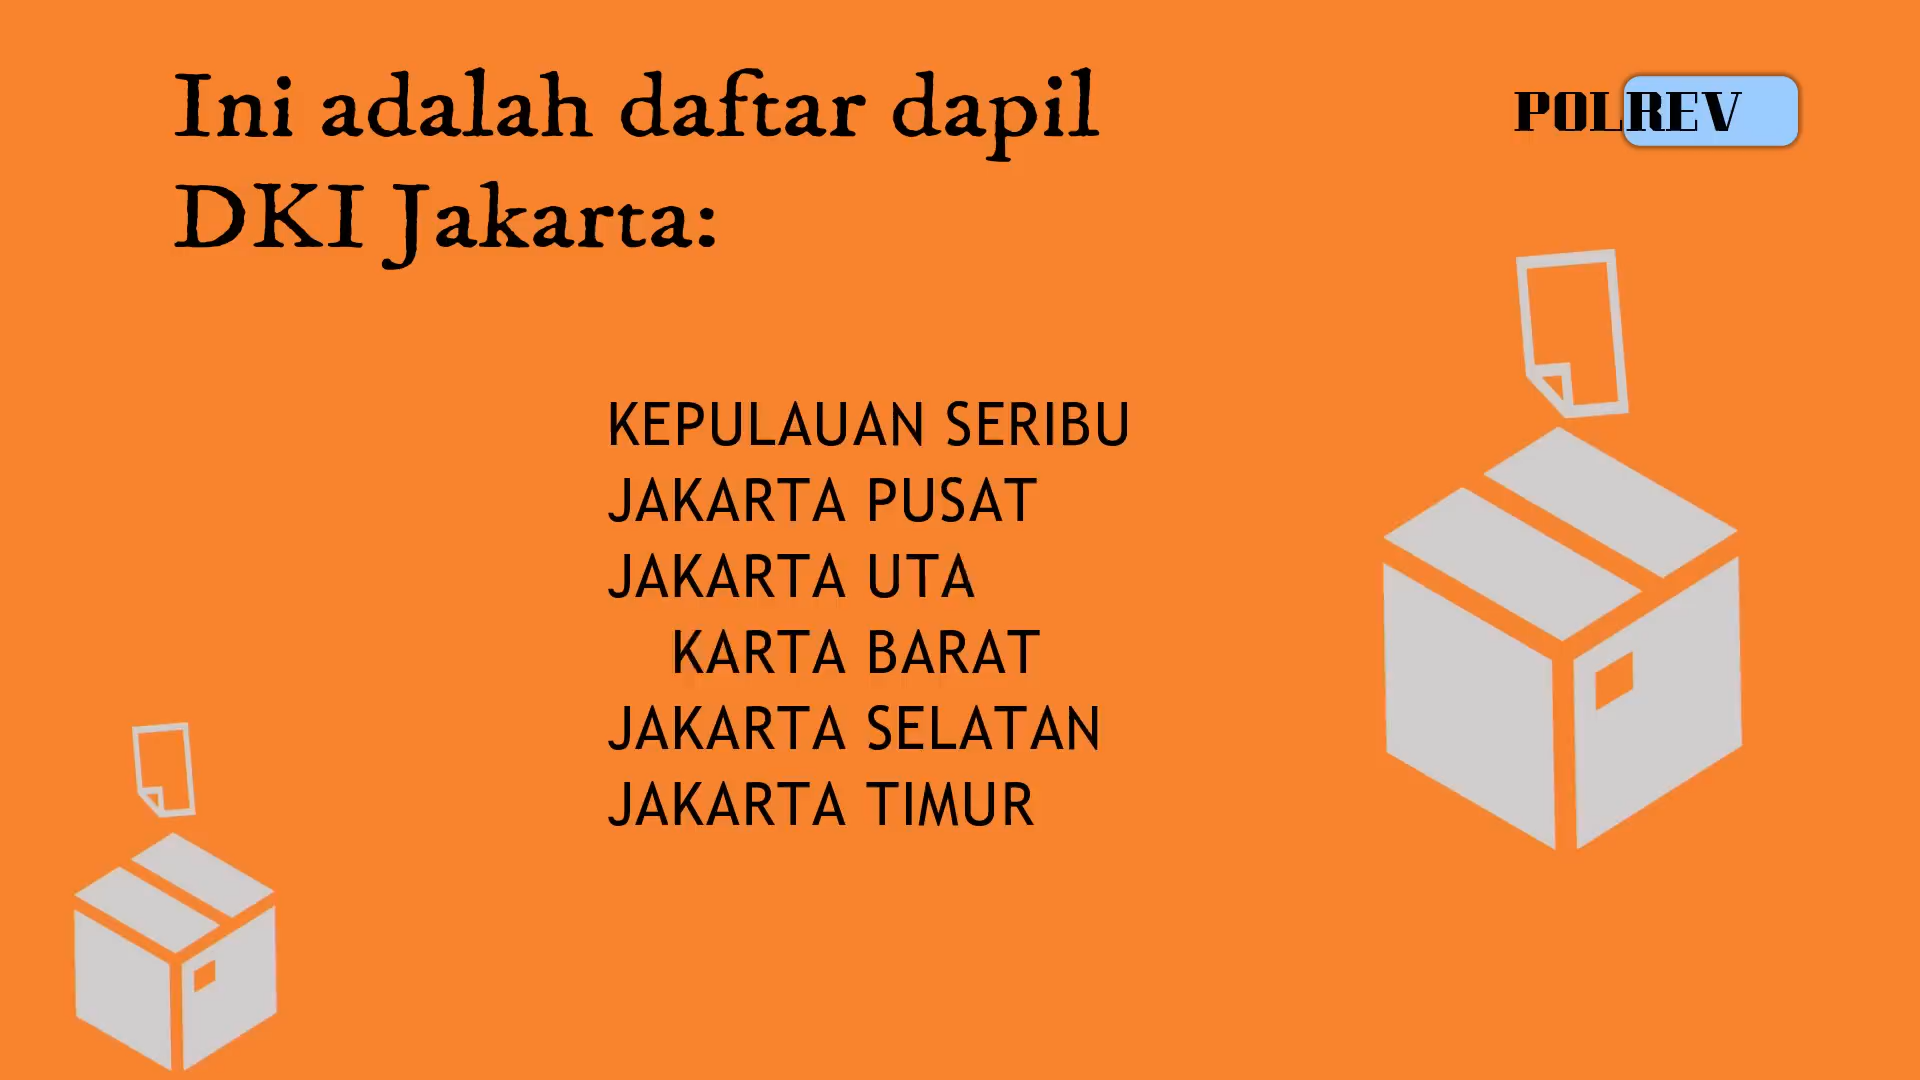 Ini adalah daftar dapil
DKI Jakarta:
POLREV
KEPULAUAN SERIBU
JAKARTA PUSAT
JAKARTA UTA
KARTA BARAT
JAKARTA SELATAN
JAKARTA TIMUR